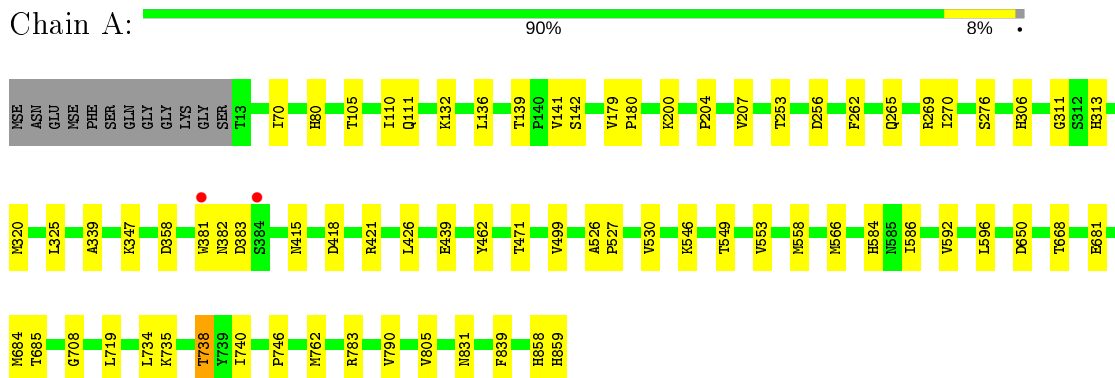 Chain A:
90% 8% •
MSE ASN GLU MSE PHE SER GLN GLY GLY LYS GLY SER T13 I70 H80 T105 I110 Q111 K132 L136 T139 P140 V141 S142 V179 P180 K200 P204 V207 T253 D256 F262 Q265 R269 I270 S276 H306 G311 S312 H313
M320 L325 A339 K347 D358 W381 N382 D383 S384 N415 D418 R421 L426 E439 Y462 T471 V499 A526 P527 V530 K546 T549 V553 M558 M566 H584 N585 I586 V592 L596 D650 T668 E681
M684 T685 G708 L719 L734 K735 T738 Y739 I740 P746 M762 R783 V790 V805 N831 F839 H858 H859